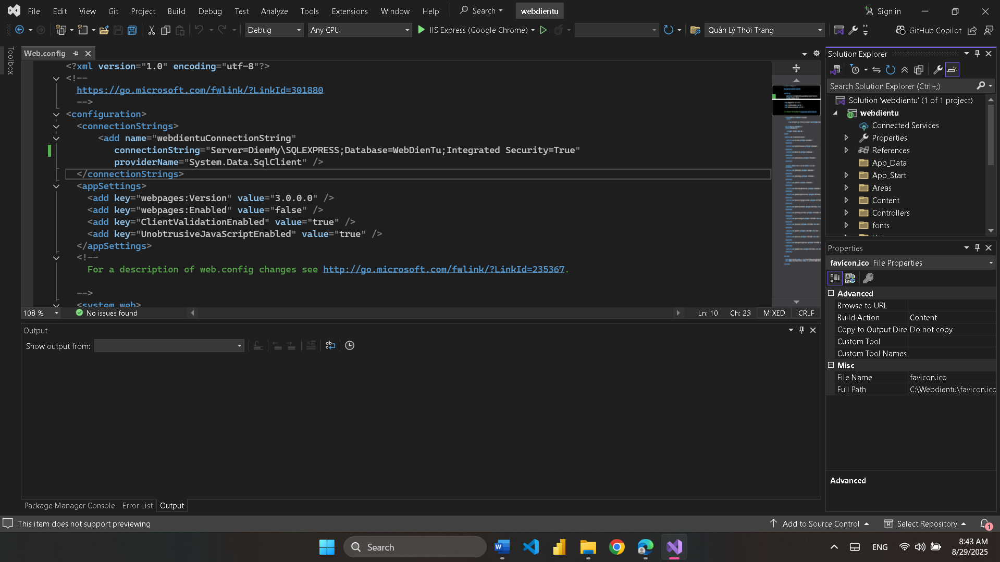 File Edit View Git Project Build Debug Test Analyze Tools Extensions Window Help Search webdientu Sign in
Debug Any CPU IIS Express (Google Chrome) Quản Lý Thời Trang GitHub Copilot
Toolbox
Web.config
<?xml version="1.0" encoding="utf-8"?>
<!--
https://go.microsoft.com/fwlink/?LinkId=301880
-->
<configuration>
<connectionStrings>
<add name="webdientuConnectionString"
connectionString="Server=DiemMy\SQLEXPRESS;Database=WebDienTu;Integrated Security=True"
providerName="System.Data.SqlClient" />
</connectionStrings>
<appSettings>
<add key="webpages:Version" value="3.0.0.0" />
<add key="webpages:Enabled" value="false" />
<add key="ClientValidationEnabled" value="true" />
<add key="UnobtrusiveJavaScriptEnabled" value="true" />
</appSettings>
<!--
For a description of web.config changes see http://go.microsoft.com/fwlink/?LinkId=235367.
-->
<system.web>
108 % No issues found Ln: 10 Ch: 23 MIXED CRLF
Output
Show output from:
Package Manager Console Error List Output
Solution Explorer
Search Solution Explorer (Ctrl+;)
Solution 'webdientu' (1 of 1 project)
webdientu
Connected Services
Properties
References
App_Data
App_Start
Areas
Content
Controllers
fonts
Properties
favicon.ico File Properties
Advanced
Browse to URL
Build Action Content
Copy to Output Dire Do not copy
Custom Tool
Custom Tool Names
Misc
File Name favicon.ico
Full Path C:\Webdientu\favicon.ico
Advanced
This item does not support previewing Add to Source Control Select Repository 1
Search ENG 8:43 AM
8/29/2025